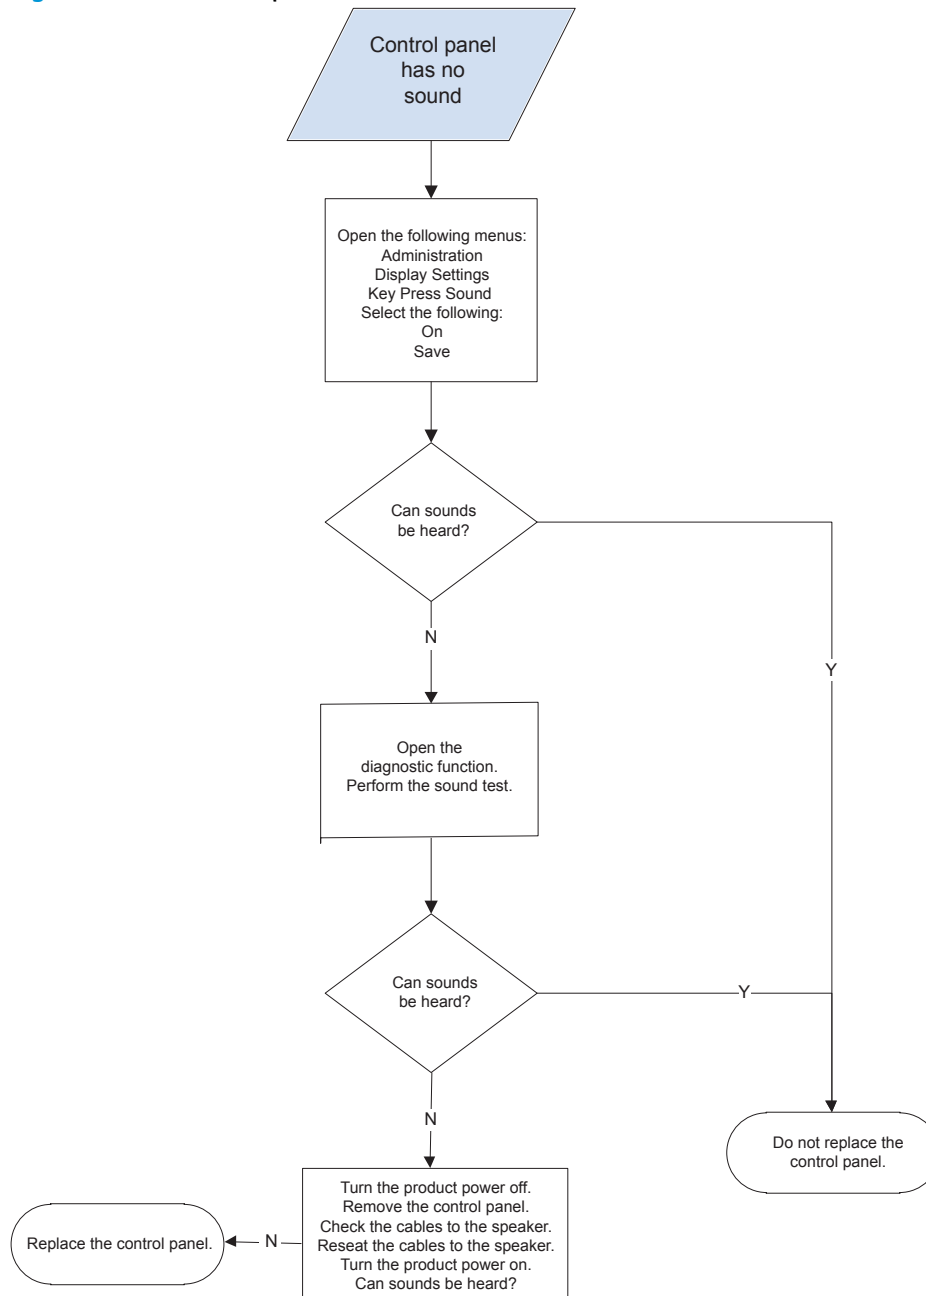 Control panel
has no
sound
Open the following menus:
Administration
Display Settings
Key Press Sound
Select the following:
On
Save
Can sounds
be heard?
N
Y
Open the
diagnostic function.
Perform the sound test.
Can sounds
be heard?
Y
N
Do not replace the
control panel.
Turn the product power off.
Remove the control panel.
Check the cables to the speaker.
Reseat the cables to the speaker.
Turn the product power on.
Can sounds be heard?
N
Replace the control panel.